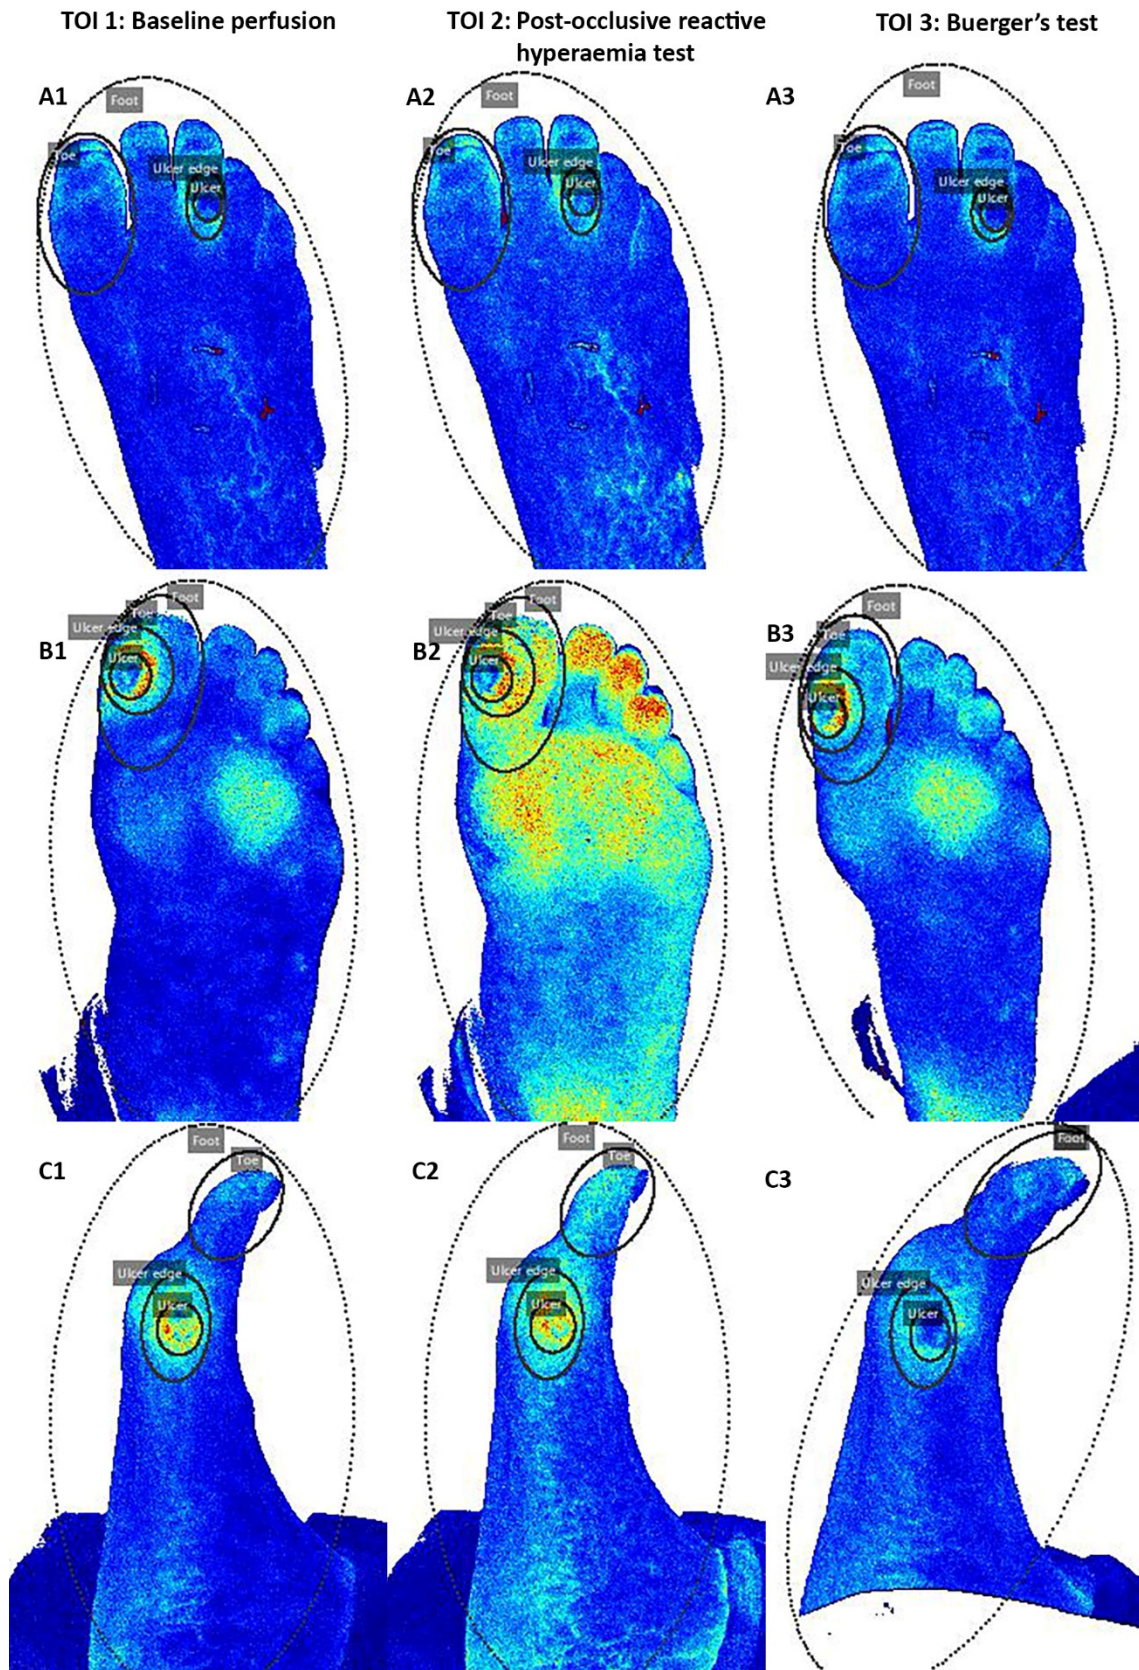 TOI 1: Baseline perfusion
TOI 2: Post-occlusive reactive
hyperaemia test
TOI 3: Buerger’s test
A1
Foot
Toe
Ulcer edge
Ulcer
A2
Foot
Toe
Ulcer edge
Ulcer
A3
Foot
Toe
Ulcer edge
Ulcer
B1
Foot
Toe
Ulcer edge
Ulcer
B2
Foot
Toe
Ulcer edge
Ulcer
B3
Foot
Toe
Ulcer edge
Ulcer
C1
Foot
Toe
Ulcer edge
Ulcer
C2
Foot
Toe
Ulcer edge
Ulcer
C3
Foot
Ulcer edge
Ulcer